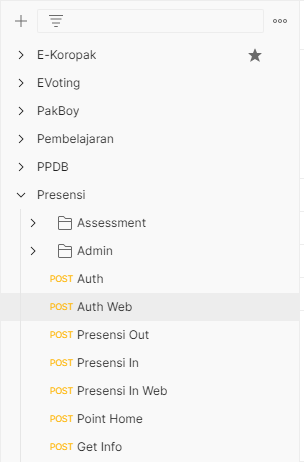 E-Koropak
EVoting
PakBoy
Pembelajaran
PPDB
Presensi
Assessment
Admin
POST Auth
POST Auth Web
POST Presensi Out
POST Presensi In
POST Presensi In Web
POST Point Home
POST Get Info